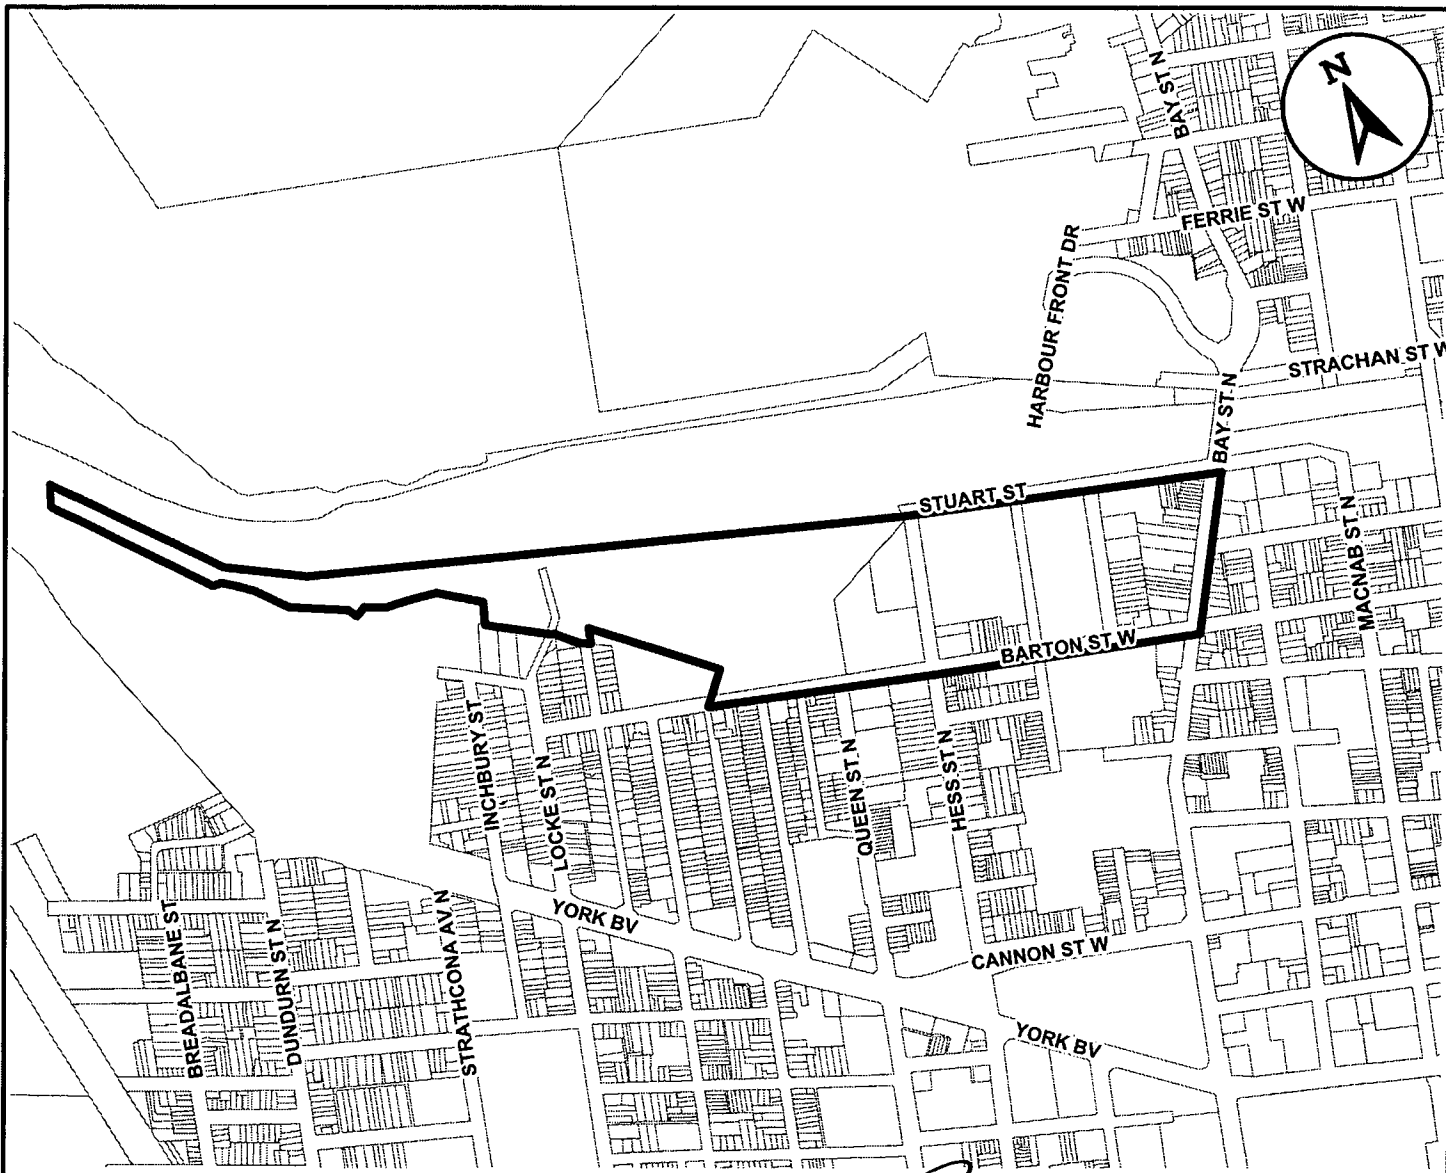 BAY ST N
N
FERRIE ST W
HARBOUR FRONT DR
STRACHAN ST W
BAY ST N
STUART ST
MACNAB ST N
BARTON ST W
INCHBURY ST
LOCKE ST N
QUEEN ST N
HESS ST N
YORK BV
CANNON ST W
BREADALBANE ST
DUNDURN ST N
STRATHCONA AV N
YORK BV